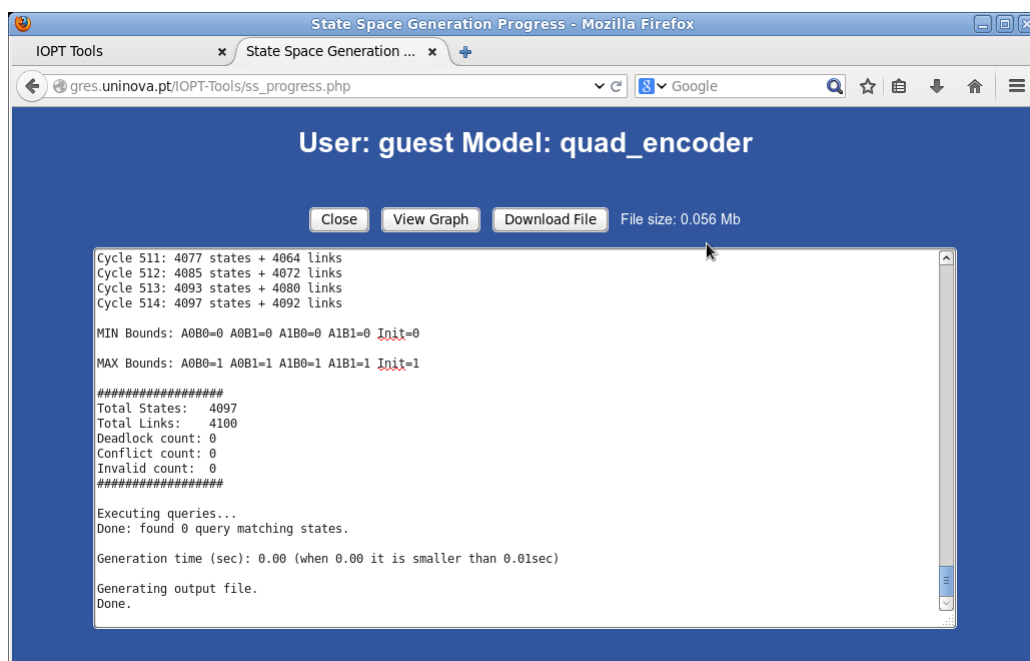 State Space Generation Progress - Mozilla Firefox
IOPT Tools
State Space Generation ...
gres.uninova.pt/IOPT-Tools/ss_progress.php
Google
User: guest Model: quad_encoder
Close View Graph Download File File size: 0.056 Mb
Cycle 511: 4077 states + 4064 links
Cycle 512: 4085 states + 4072 links
Cycle 513: 4093 states + 4080 links
Cycle 514: 4097 states + 4092 links
MIN Bounds: A0B0=0 A0B1=0 A1B0=0 A1B1=0 Init=0
MAX Bounds: A0B0=1 A0B1=1 A1B0=1 A1B1=1 Init=1
##################
Total States: 4097
Total Links: 4100
Deadlock count: 0
Conflict count: 0
Invalid count: 0
##################
Executing queries...
Done: found 0 query matching states.
Generation time (sec): 0.00 (when 0.00 it is smaller than 0.01sec)
Generating output file.
Done.